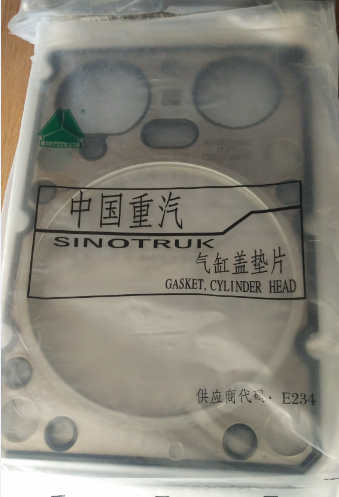 中国重汽
SINOTRUK
气缸盖垫片
GASKET, CYLINDER HEAD
供应商代码. E234